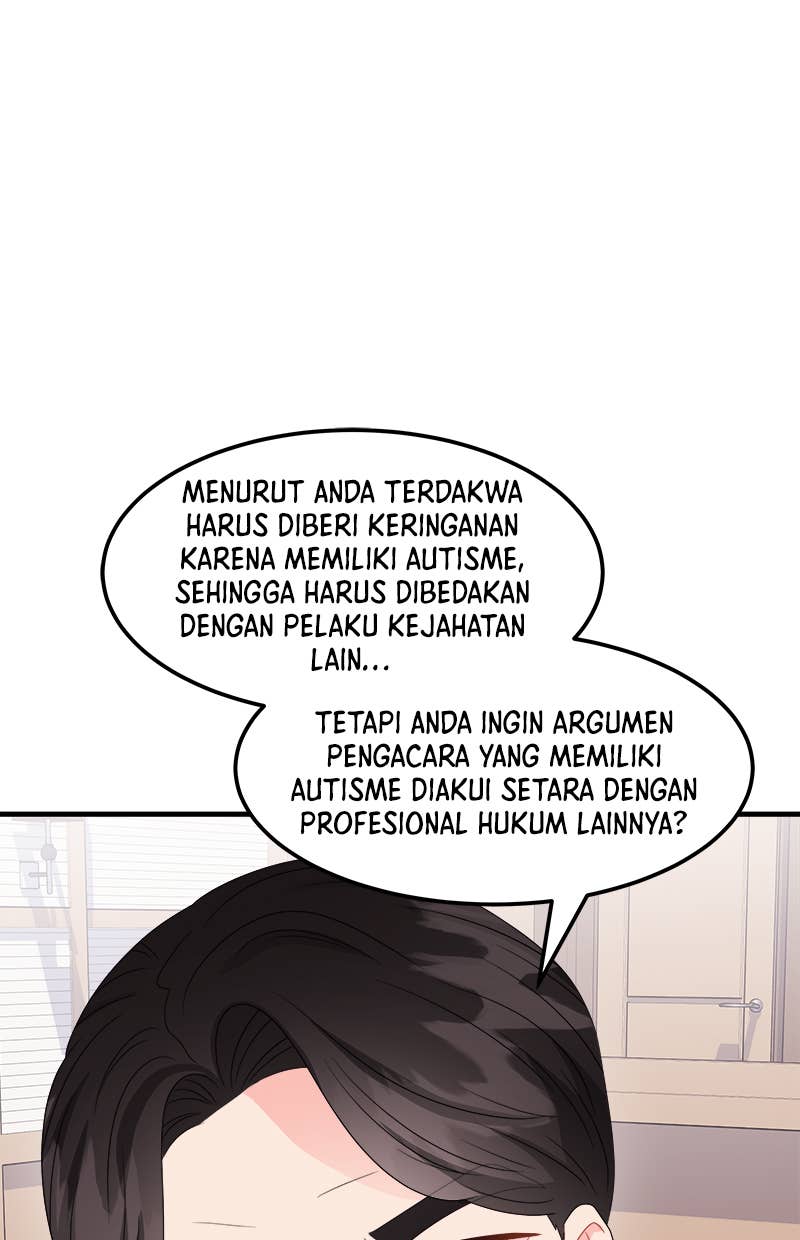 MENURUT ANDA TERDAKWA
HARUS DIBERI KERINGANAN
KARENA MEMILIKI AUTISME,
SEHINGGA HARUS DIBEDAKAN
DENGAN PELAKU KEJAHATAN
LAIN...
TETAPI ANDA INGIN ARGUMEN
PENGACARA YANG MEMILIKI
AUTISME DIAKUI SETARA DENGAN
PROFESIONAL HUKUM LAINNYA?